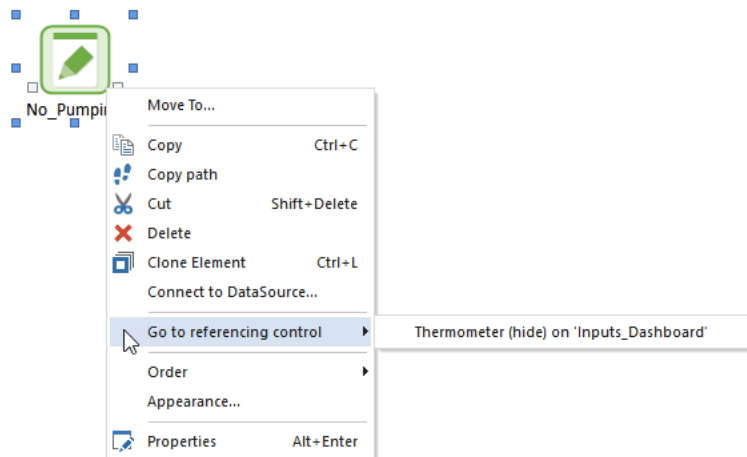 No_Pumpin
Move To...
Copy Ctrl+C
Copy path
Cut Shift+Delete
Delete
Clone Element Ctrl+L
Connect to DataSource...
Go to referencing control
Thermometer (hide) on 'Inputs_Dashboard'
Order
Appearance...
Properties Alt+Enter